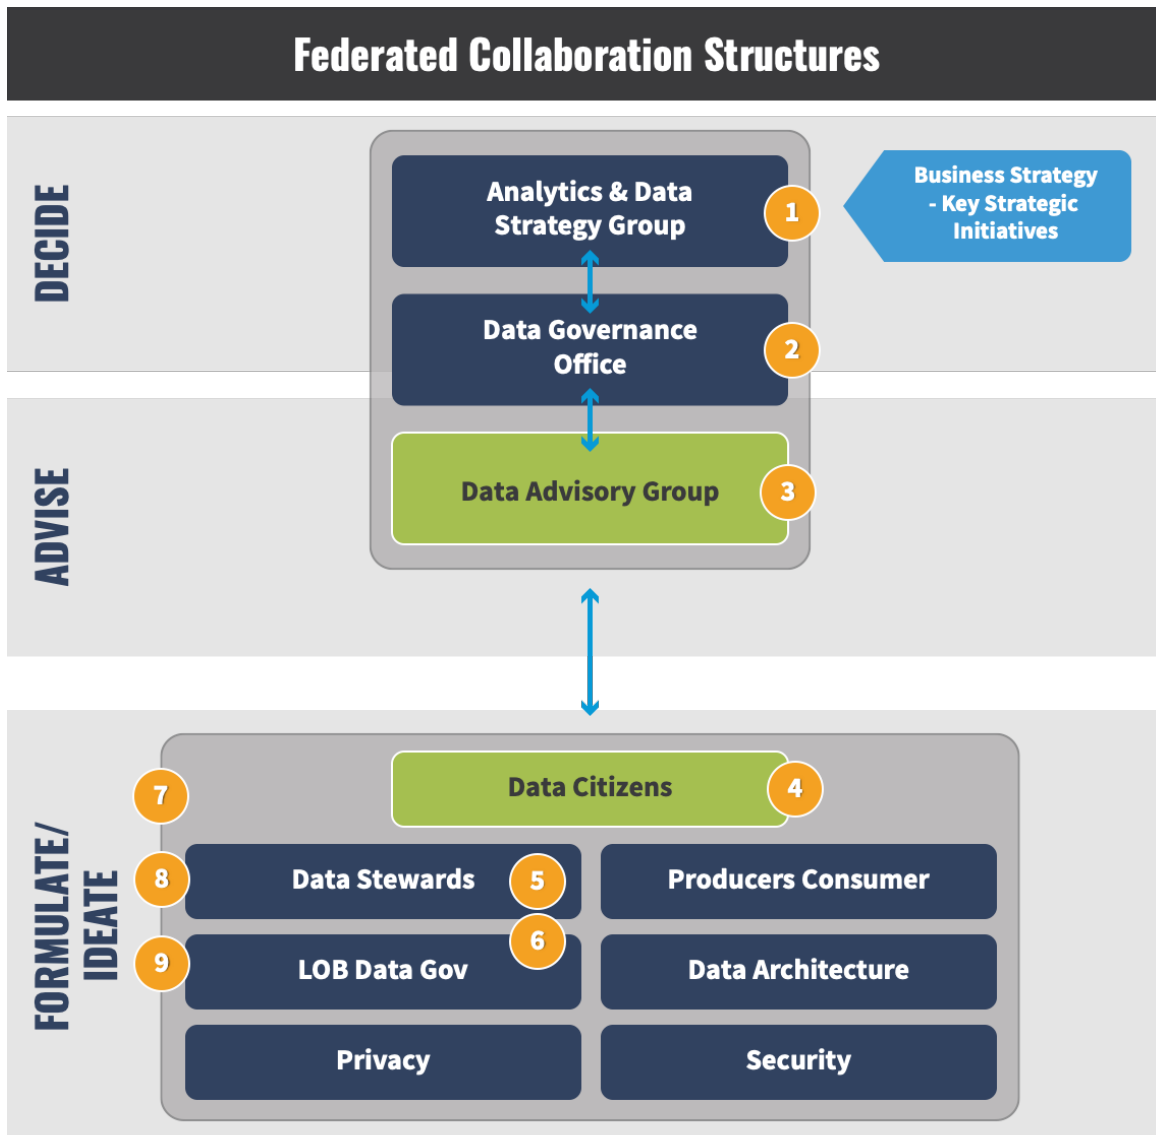 Federated Collaboration Structures
DECIDE
Analytics & Data
Strategy Group
1
Business Strategy
- Key Strategic
Initiatives
Data Governance
Office
2
ADVISE
Data Advisory Group
3
FORMULATE/
IDEATE
Data Citizens
4
7
8
Data Stewards
5
Producers Consumer
6
9
LOB Data Gov
Data Architecture
Privacy
Security